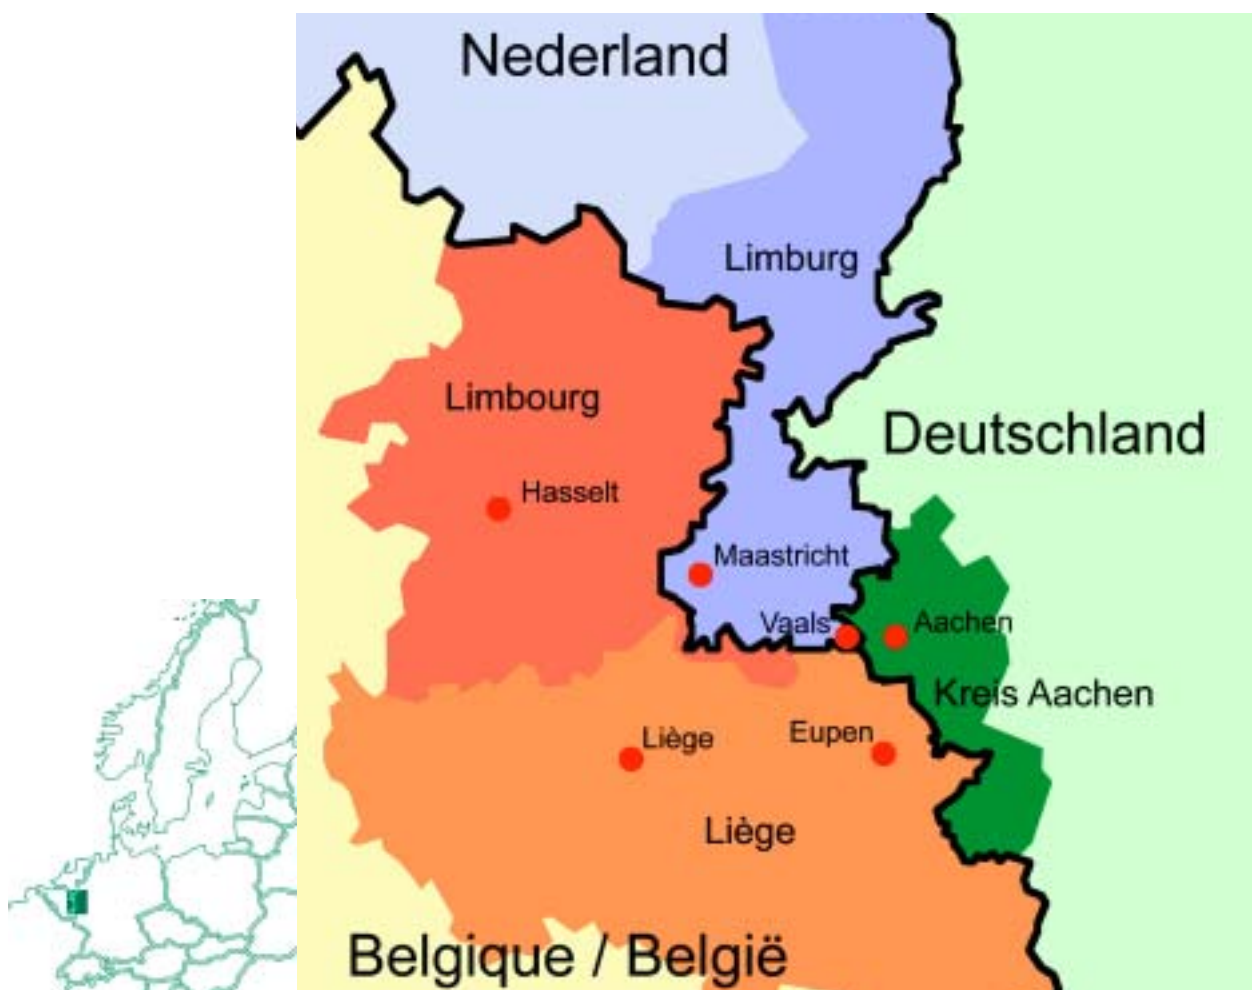 Nederland
Limburg
Limbourg
Deutschland
Hasselt
Maastricht
Vaals
Aachen
Kreis Aachen
Liège
Eupen
Liège
Belgique / België